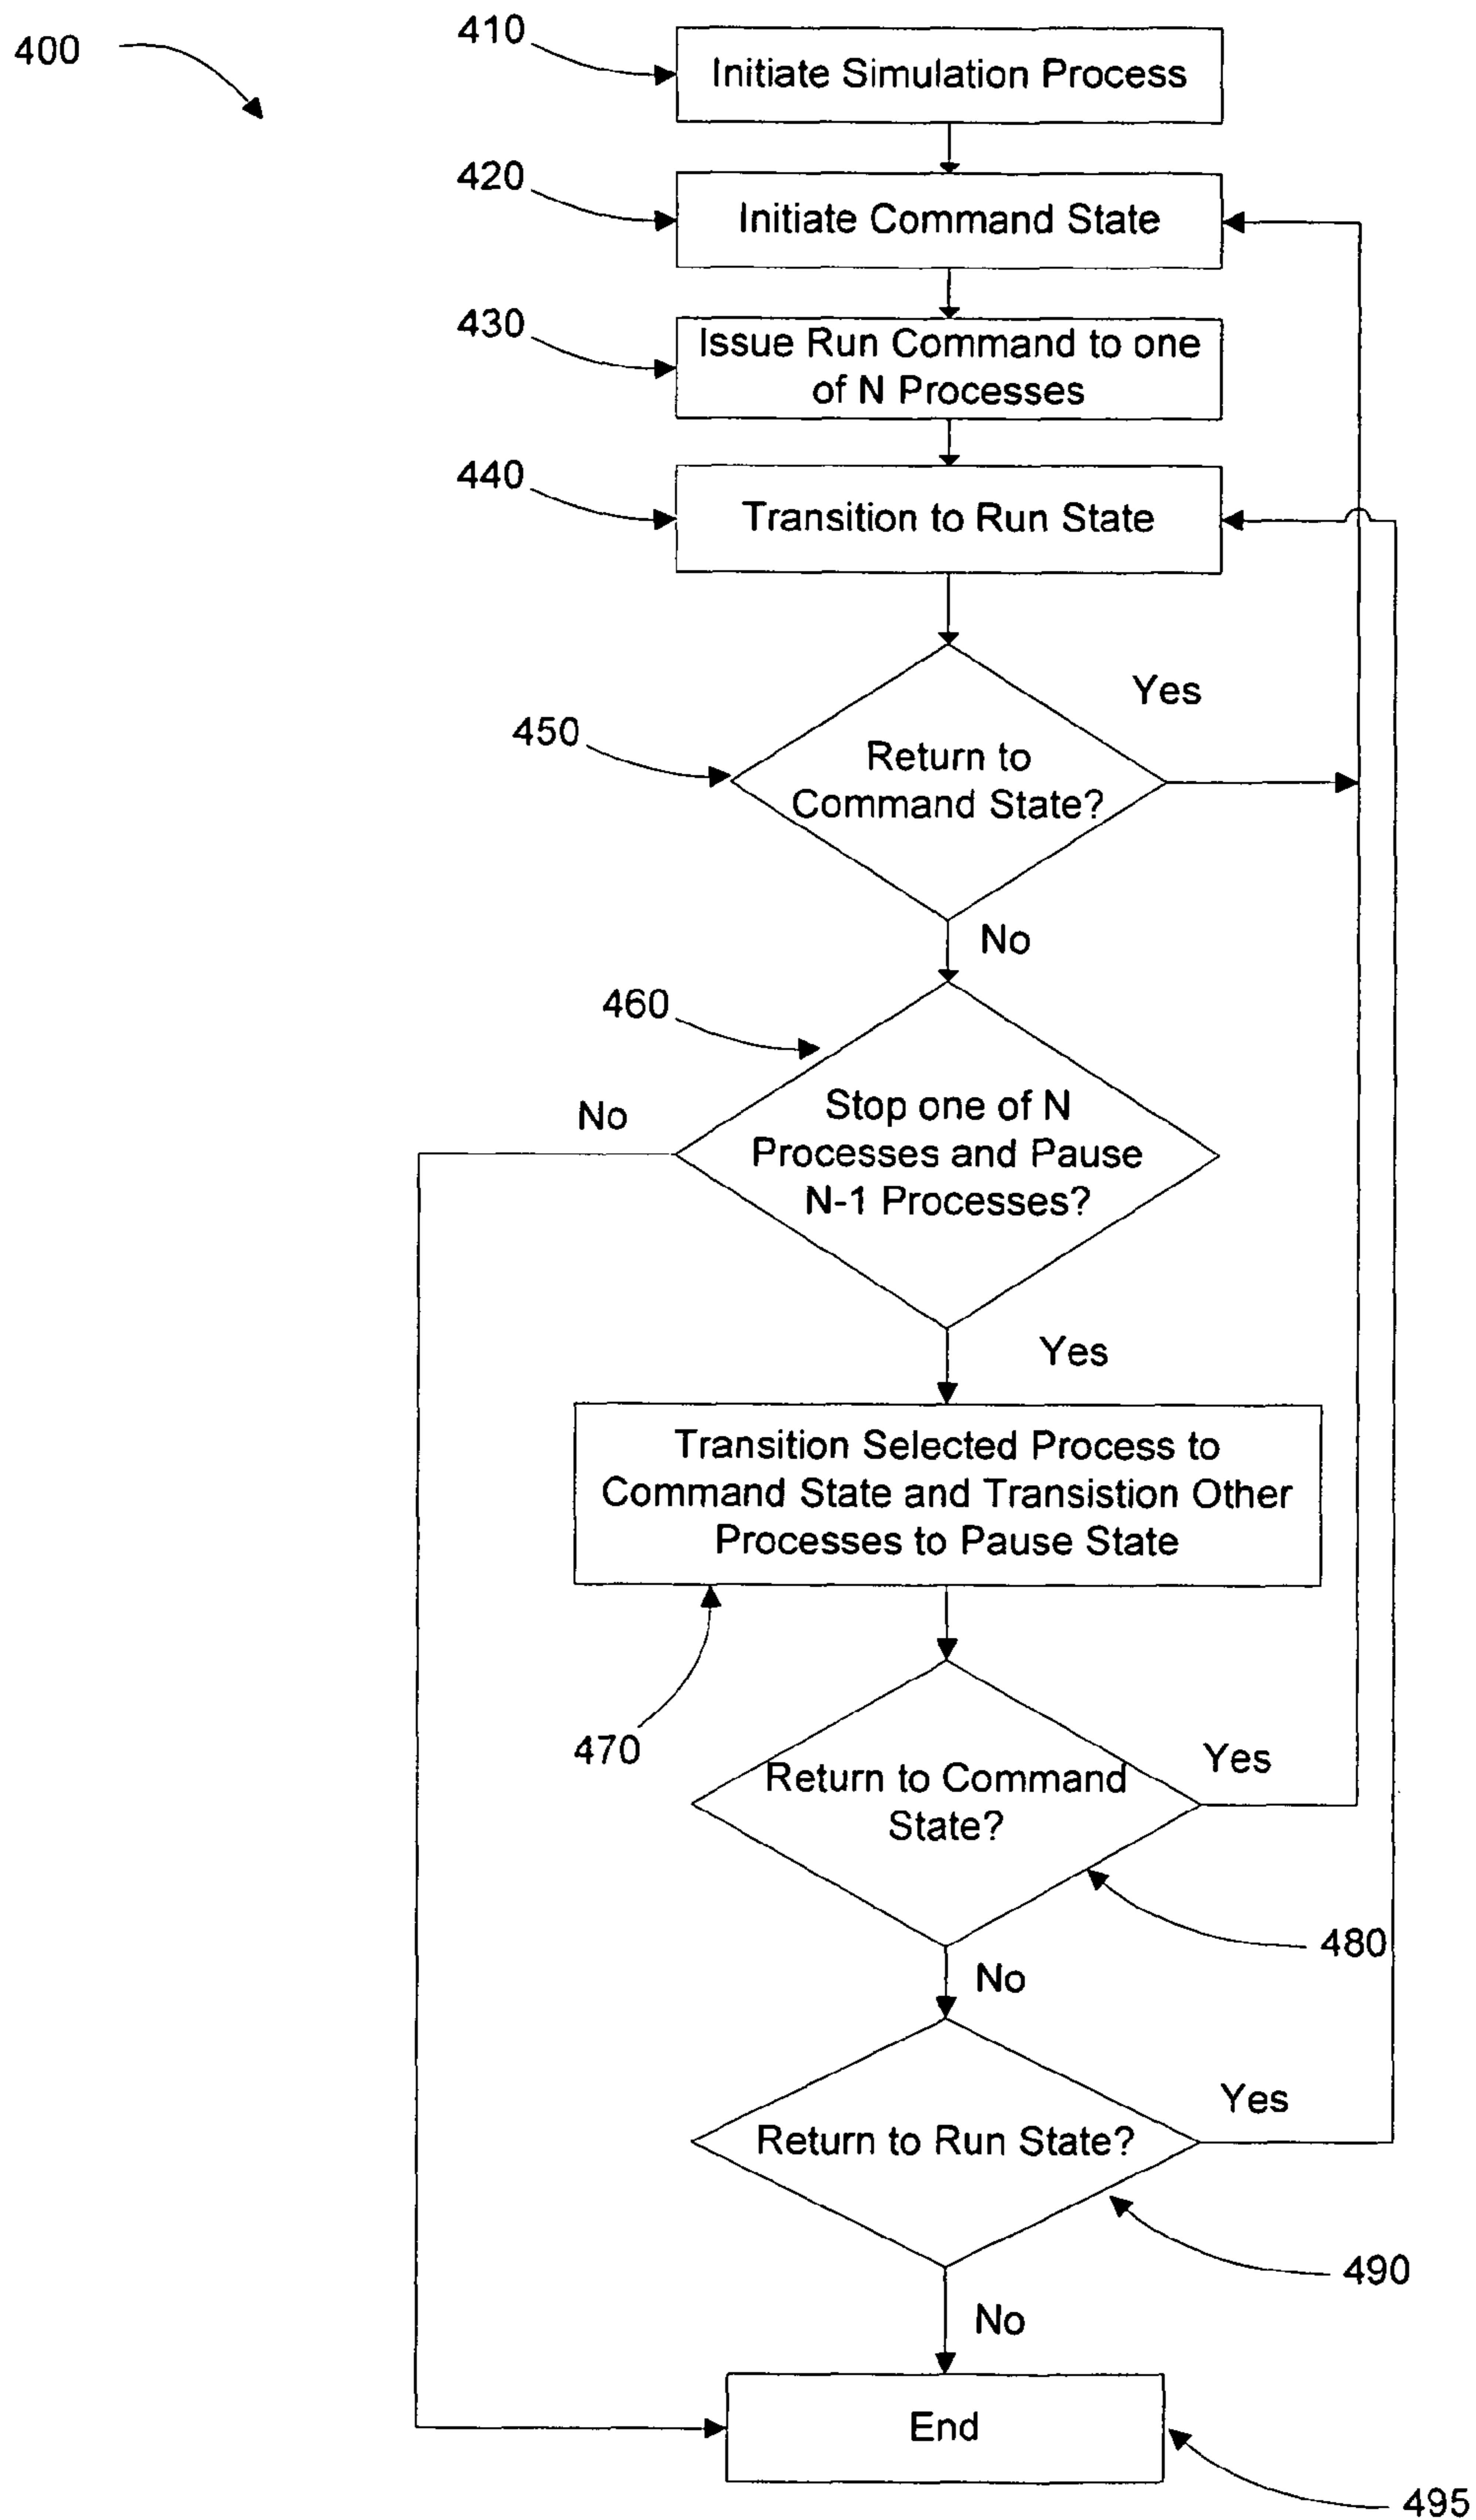 400
410
Initiate Simulation Process
420
Initiate Command State
430
Issue Run Command to one
of N Processes
440
Transition to Run State
Yes
450
Return to
Command State?
No
460
No
Stop one of N
Processes and Pause
N-1 Processes?
Yes
Transition Selected Process to
Command State and Transistion Other
Processes to Pause State
470
Return to Command
State?
Yes
480
No
Return to Run State?
Yes
490
No
End
495